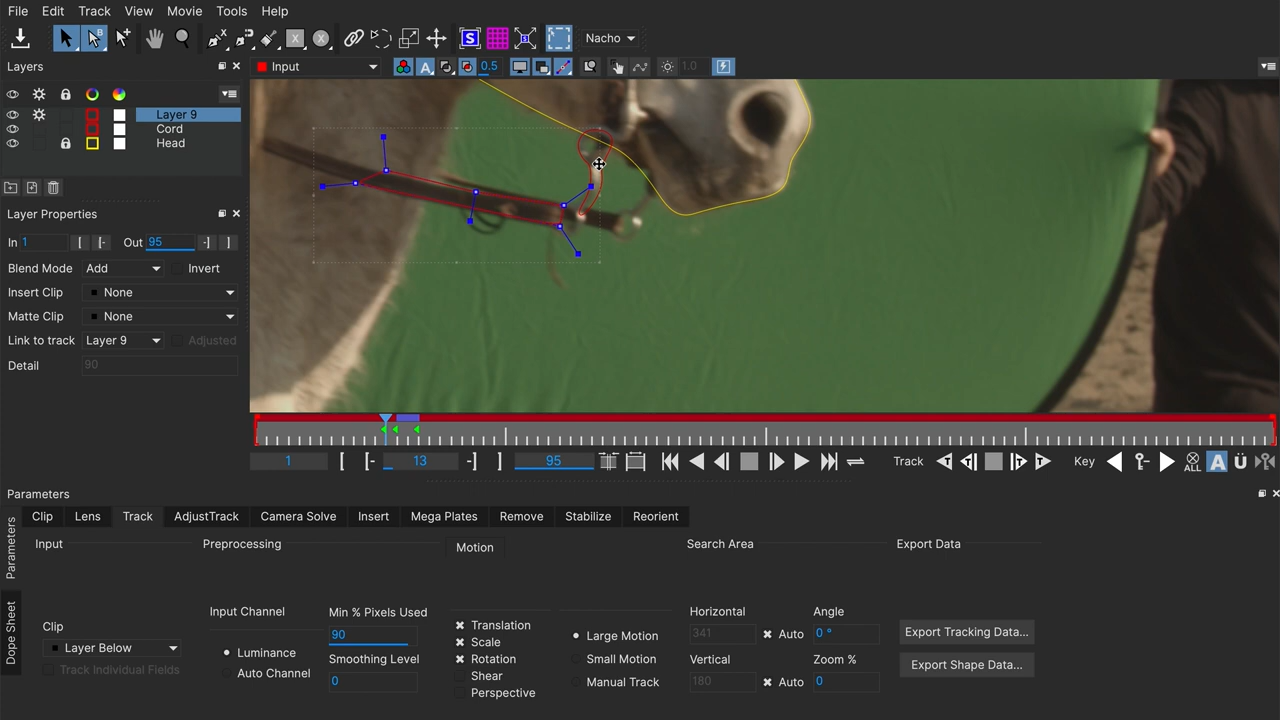 File Edit Track View Movie Tools Help
S Nacho
Layers
Input A 0.5 1.0
Layer 9
Cord
Head
Layer Properties
In 1 [ [- Out 95 -] ]
Blend Mode Add Invert
Insert Clip None
Matte Clip None
Link to track Layer 9 Adjusted
Detail 90
1 [ [- 13 -] 95 ] Track T T T T Key ALL A
Parameters
Clip Lens Track AdjustTrack Camera Solve Insert Mega Plates Remove Stabilize Reorient
Parameters
Dope Sheet
Input Preprocessing Motion Search Area Export Data
Input Channel Min % Pixels Used Horizontal Angle
Clip 90 Translation Large Motion 341 Auto 0 ° Export Tracking Data...
Layer Below Luminance Smoothing Level Scale Small Motion Vertical Zoom % Export Shape Data...
Track Individual Fields Auto Channel 0 Rotation Manual Track 180 Auto 0
Shear
Perspective